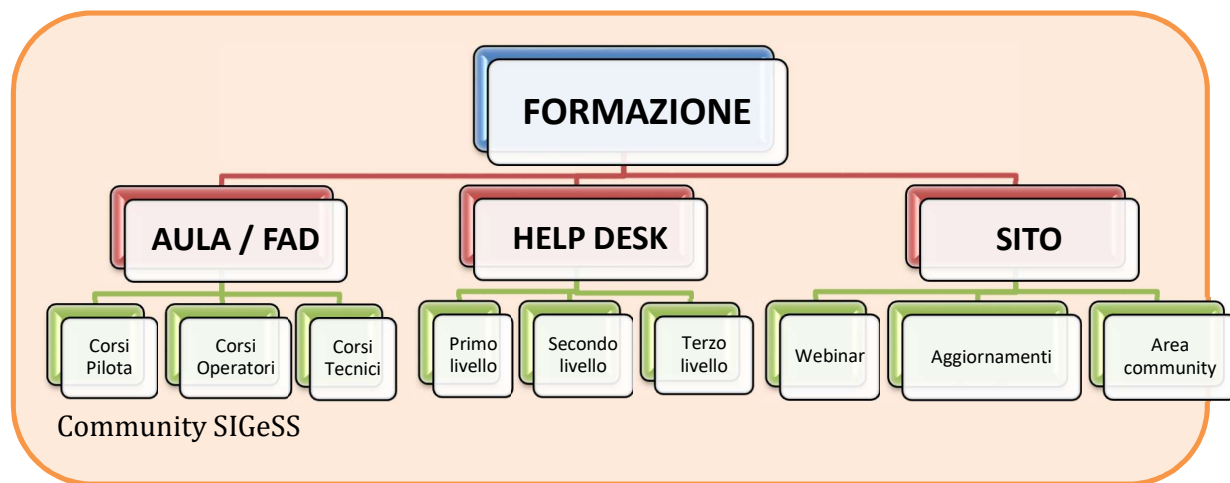 FORMAZIONE
AULA / FAD
HELP DESK
SITO
Corsi
Pilota
Corsi
Operatori
Corsi
Tecnici
Primo
livello
Secondo
livello
Terzo
livello
Webinar
Aggiornamenti
Area
community
Community SIGeSS